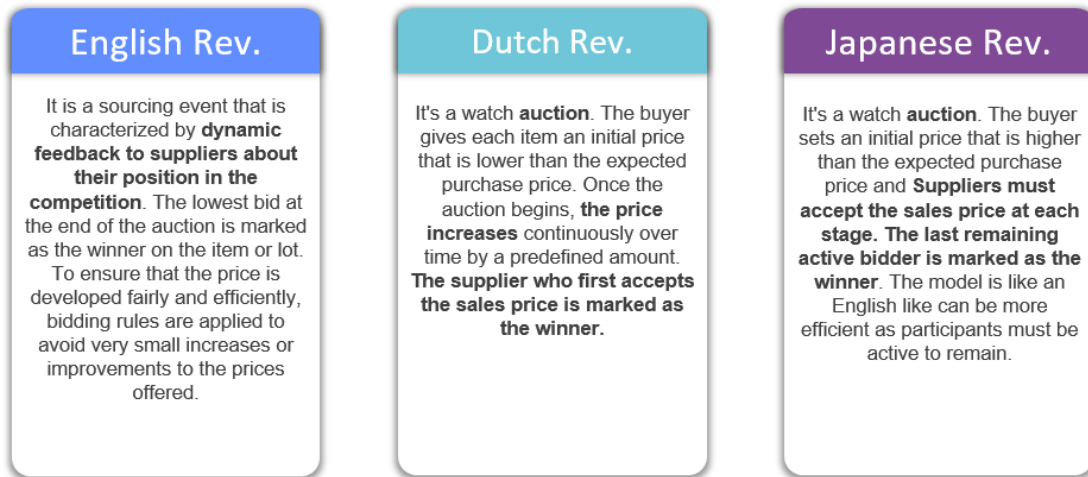 English Rev.
It is a sourcing event that is
characterized by dynamic
feedback to suppliers about
their position in the
competition. The lowest bid at
the end of the auction is marked
as the winner on the item or lot.
To ensure that the price is
developed fairly and efficiently,
bidding rules are applied to
avoid very small increases or
improvements to the prices
offered.
Dutch Rev.
It's a watch auction. The buyer
gives each item an initial price
that is lower than the expected
purchase price. Once the
auction begins, the price
increases continuously over
time by a predefined amount.
The supplier who first accepts
the sales price is marked as
the winner.
Japanese Rev.
It's a watch auction. The buyer
sets an initial price that is higher
than the expected purchase
price and Suppliers must
accept the sales price at each
stage. The last remaining
active bidder is marked as the
winner. The model is like an
English like can be more
efficient as participants must be
active to remain.